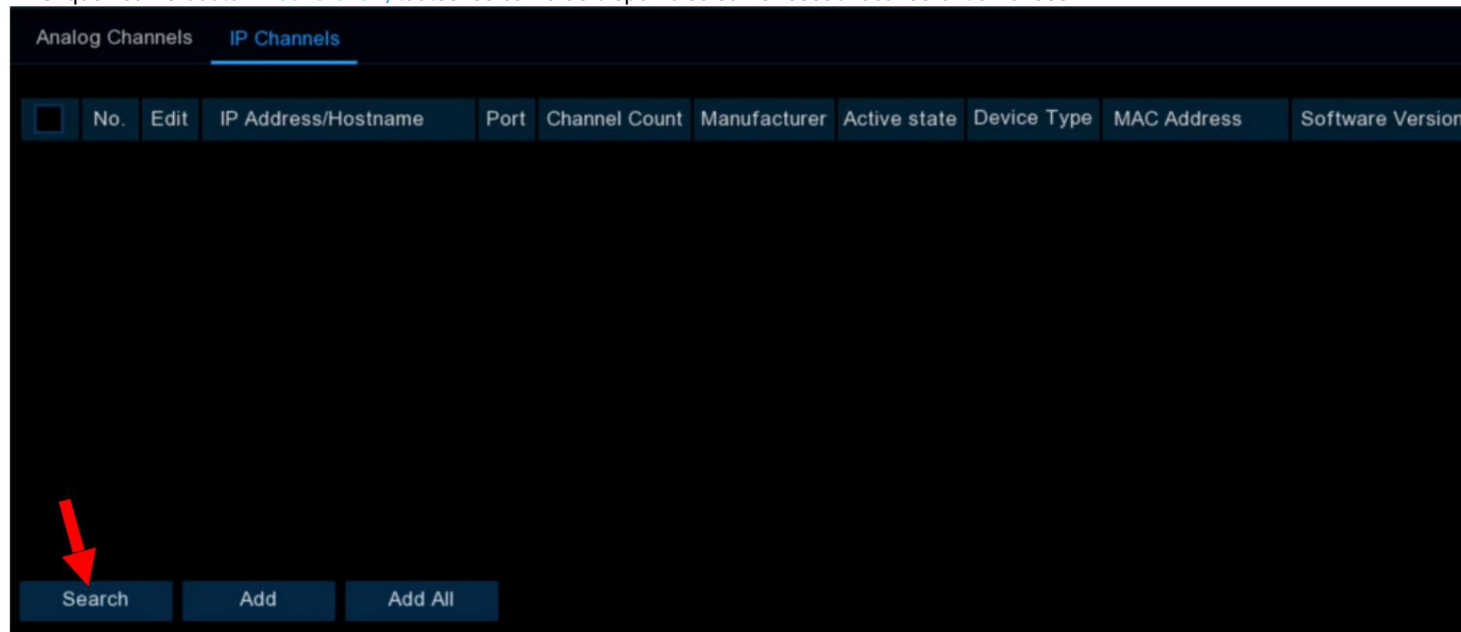 Analog Channels IP Channels
No. Edit IP Address/Hostname Port Channel Count Manufacturer Active state Device Type MAC Address Software Version
Search Add Add All